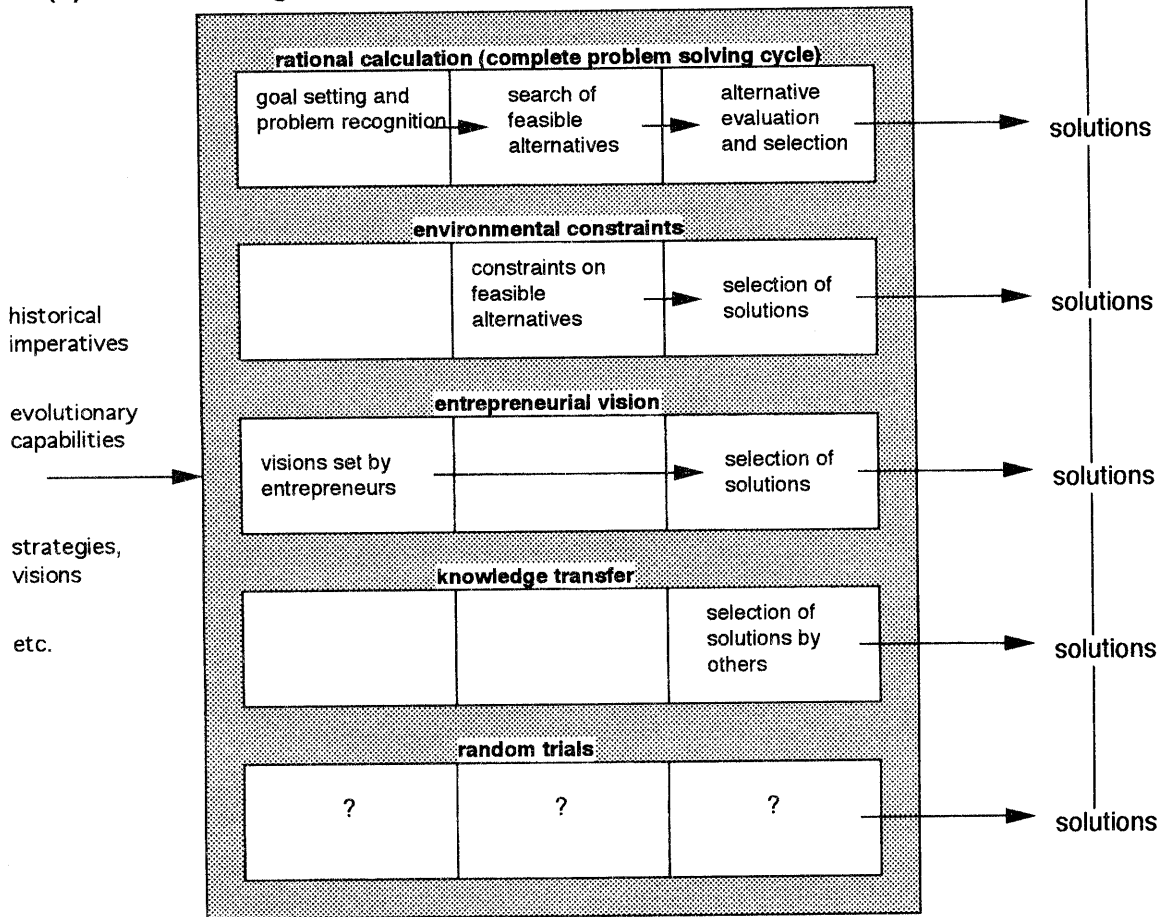 rational calculation (complete problem solving cycle)
goal setting and
problem recognition
search of
feasible
alternatives
alternative
evaluation
and selection
solutions
environmental constraints
constraints on
feasible
alternatives
selection of
solutions
solutions
historical
imperatives
evolutionary
capabilities
strategies,
visions
etc.
entrepreneurial vision
visions set by
entrepreneurs
selection of
solutions
solutions
knowledge transfer
selection of
solutions by
others
solutions
random trials
?
?
?
solutions